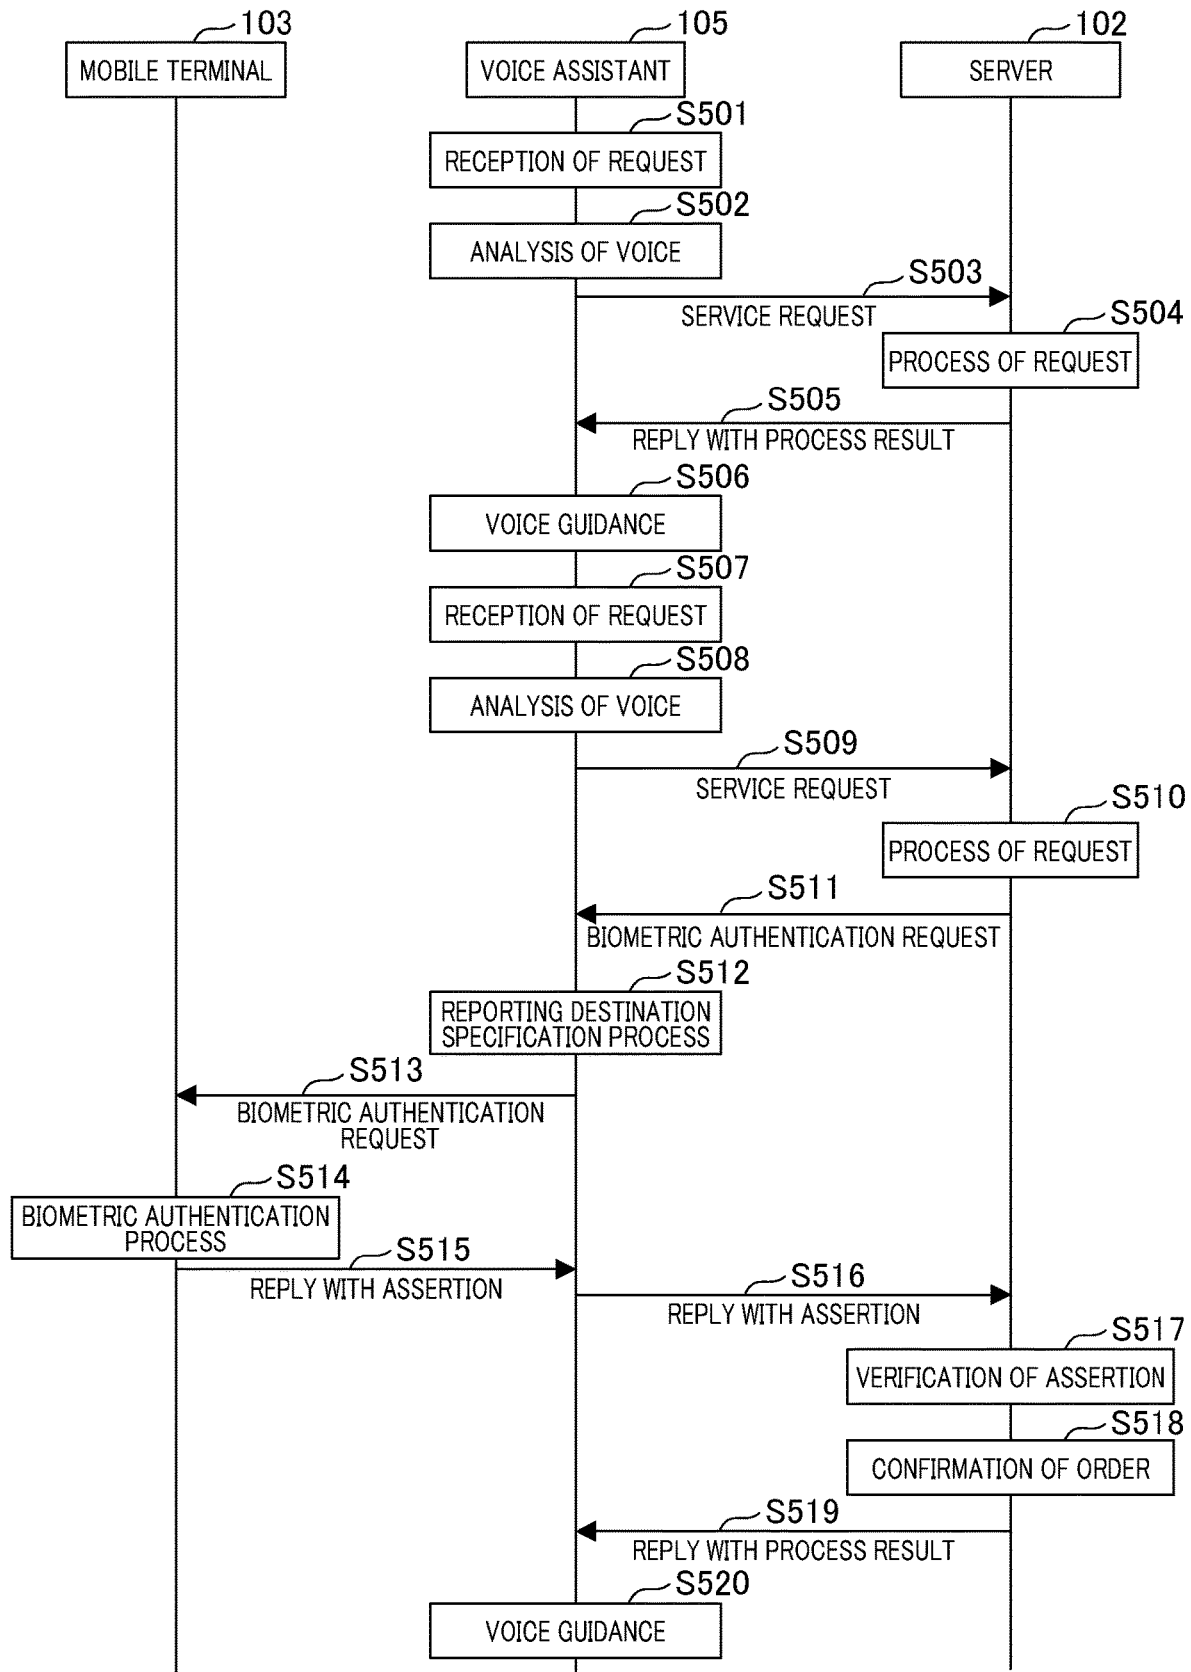 103
105
102
MOBILE TERMINAL
VOICE ASSISTANT
SERVER
S501
RECEPTION OF REQUEST
S502
ANALYSIS OF VOICE
S503
SERVICE REQUEST
S504
PROCESS OF REQUEST
S505
REPLY WITH PROCESS RESULT
S506
VOICE GUIDANCE
S507
RECEPTION OF REQUEST
S508
ANALYSIS OF VOICE
S509
SERVICE REQUEST
S510
PROCESS OF REQUEST
S511
BIOMETRIC AUTHENTICATION REQUEST
S512
REPORTING DESTINATION
SPECIFICATION PROCESS
S513
BIOMETRIC AUTHENTICATION
REQUEST
S514
BIOMETRIC AUTHENTICATION
PROCESS
S515
REPLY WITH ASSERTION
S516
REPLY WITH ASSERTION
S517
VERIFICATION OF ASSERTION
S518
CONFIRMATION OF ORDER
S519
REPLY WITH PROCESS RESULT
S520
VOICE GUIDANCE